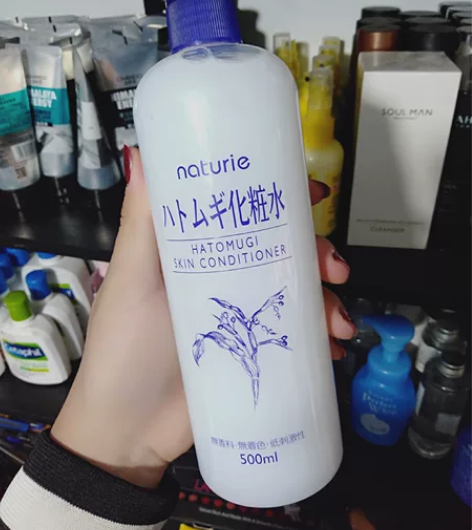 naturie
ハトムギ化粧水
HATOMUGI
SKIN CONDITIONER
無香料・無着色・低刺激性
500ml
SOUL MAN
CLEANSER
Cetaphil
Perfect